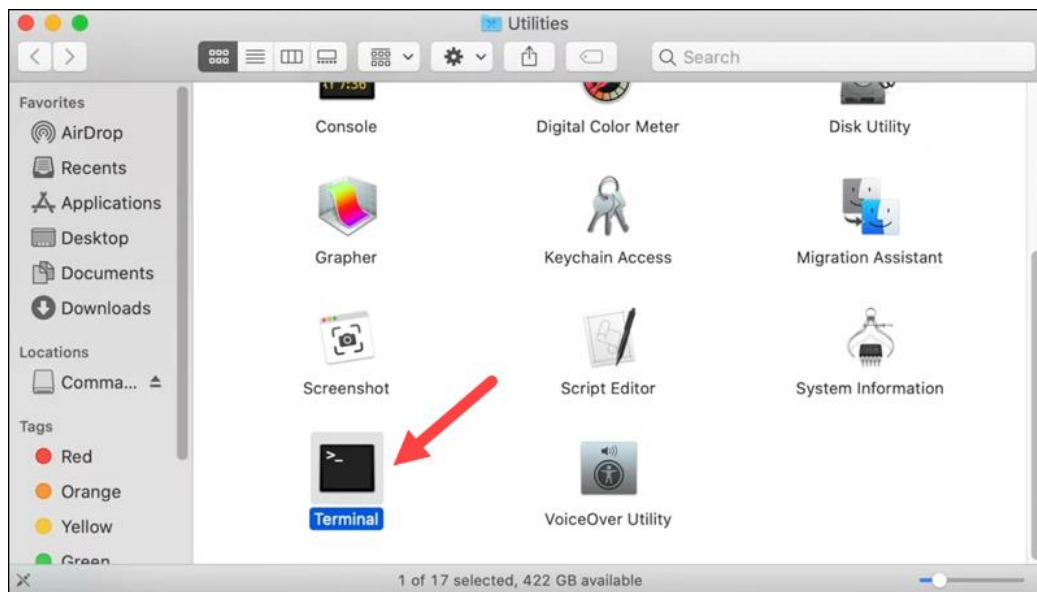 Utilities
Search
Favorites
AirDrop
Recents
Applications
Desktop
Documents
Downloads
Locations
Comma...
Tags
Red
Orange
Yellow
Green
Console Digital Color Meter Disk Utility
Grapher Keychain Access Migration Assistant
Screenshot Script Editor System Information
>_
Terminal VoiceOver Utility
1 of 17 selected, 422 GB available